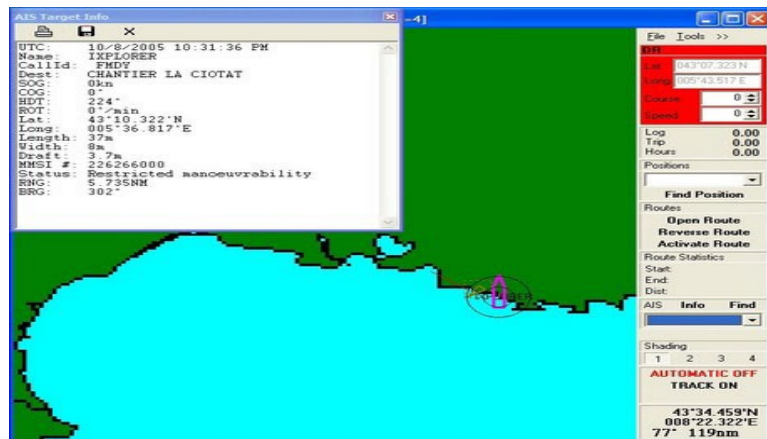 AIS Target Info
-4]
UTC: 10/8/2005 10:31:36 PM
Name: IXPLORER
CallId: FMDY
Dest: CHANTIER LA CIOTAT
SOG: 0kn
COG: 0°
HDT: 224°
ROT: 0°/min
Lat: 43°10.322'N
Long: 005°36.817'E
Length: 37m
Width: 8m
Draft: 3.7m
MMSI #: 226266000
Status: Restricted manoeuvrability
RNG: 5.735NM
BRG: 302°
File Tools >>
DR
Lat 043°07.323 N
Long 005°43.517 E
Course 0
Speed 0
Log 0.00
Trip 0.00
Hours 0.00
Positions
Find Position
Routes
Open Route
Reverse Route
Activate Route
Route Statistics
Start:
End:
Dist:
AIS Info Find
Shading
1 2 3 4
AUTOMATIC OFF
TRACK ON
43°34.459'N
008°22.322'E
77° 119nm